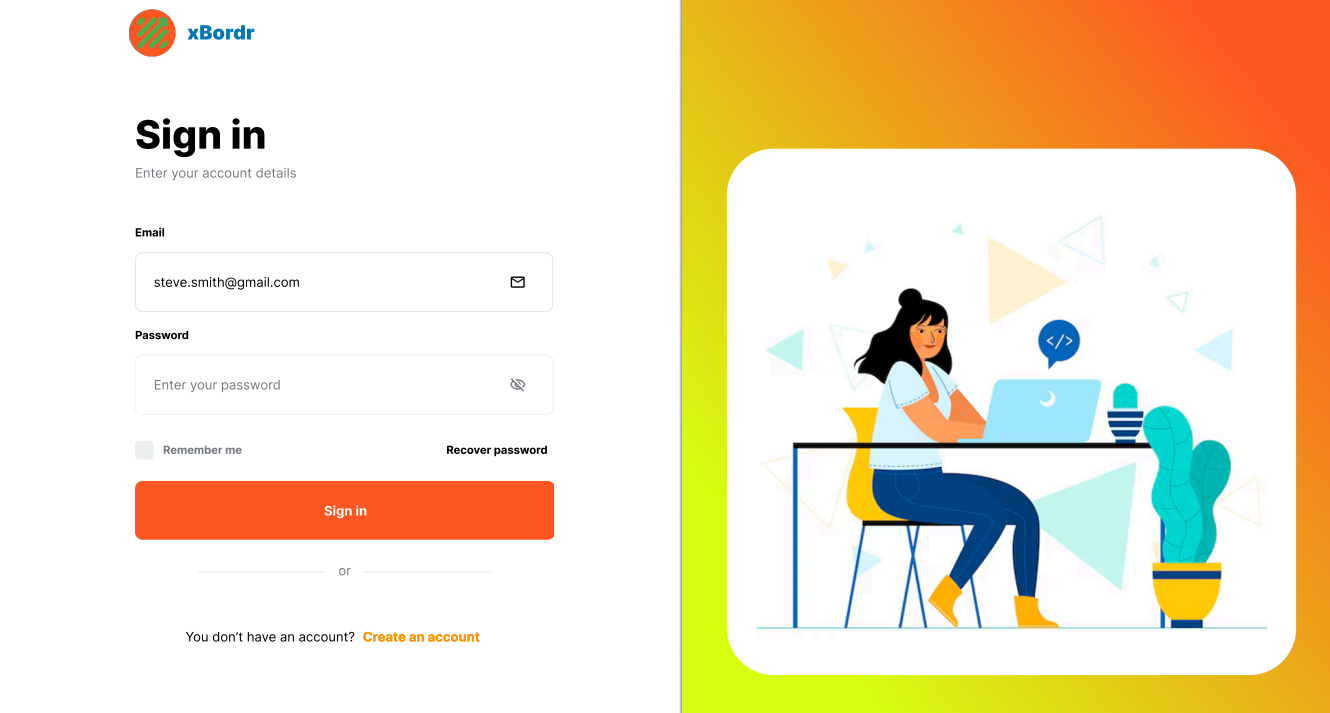 xBordr
Sign in
Enter your account details
Email
steve.smith@gmail.com
Password
Enter your password
Remember me
Recover password
Sign in
or
You don’t have an account? Create an account
</>